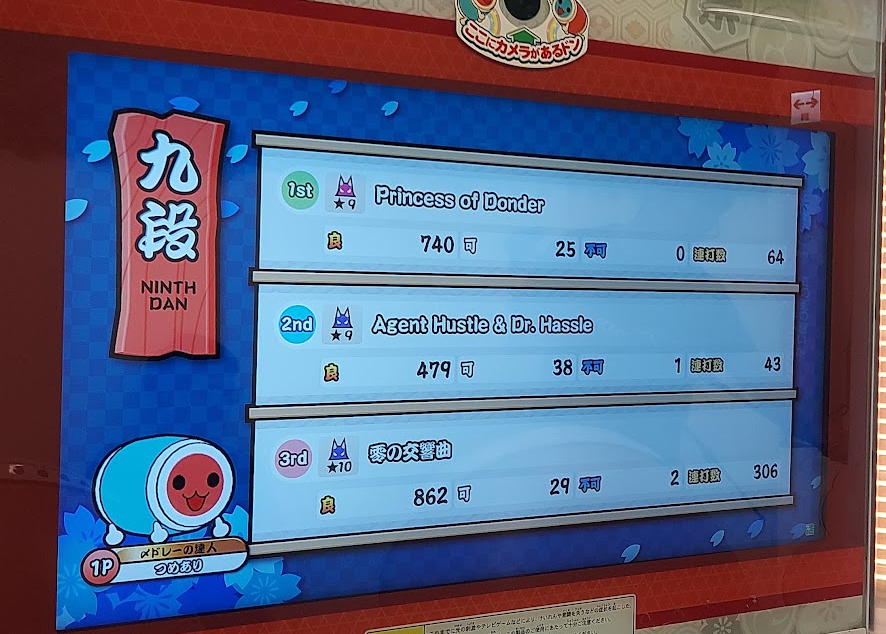 ここにカメラがあるドン
九段
NINTH
DAN
1st
★9
Princess of Donder
良 740 可 25 不可 0 連打数 64
2nd
★9
Agent Hustle & Dr. Hassle
良 479 可 38 不可 1 連打数 43
3rd
★10
零の交響曲
良 862 可 29 不可 2 連打数 306
メドレーの達人
1P
つめあり